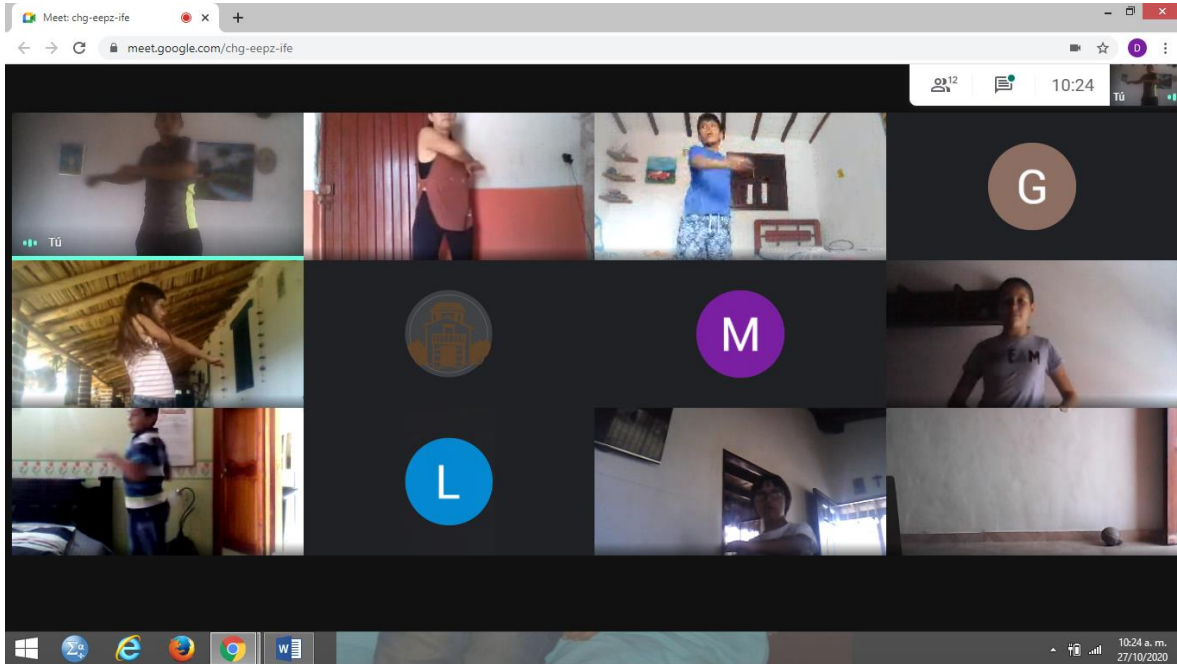 Meet: chg-eepz-ife
meet.google.com/chg-eepz-ife
D
12
10:24
Tú
Tú
G
M
EAM
L
Σα
W
10:24 a. m.
27/10/2020